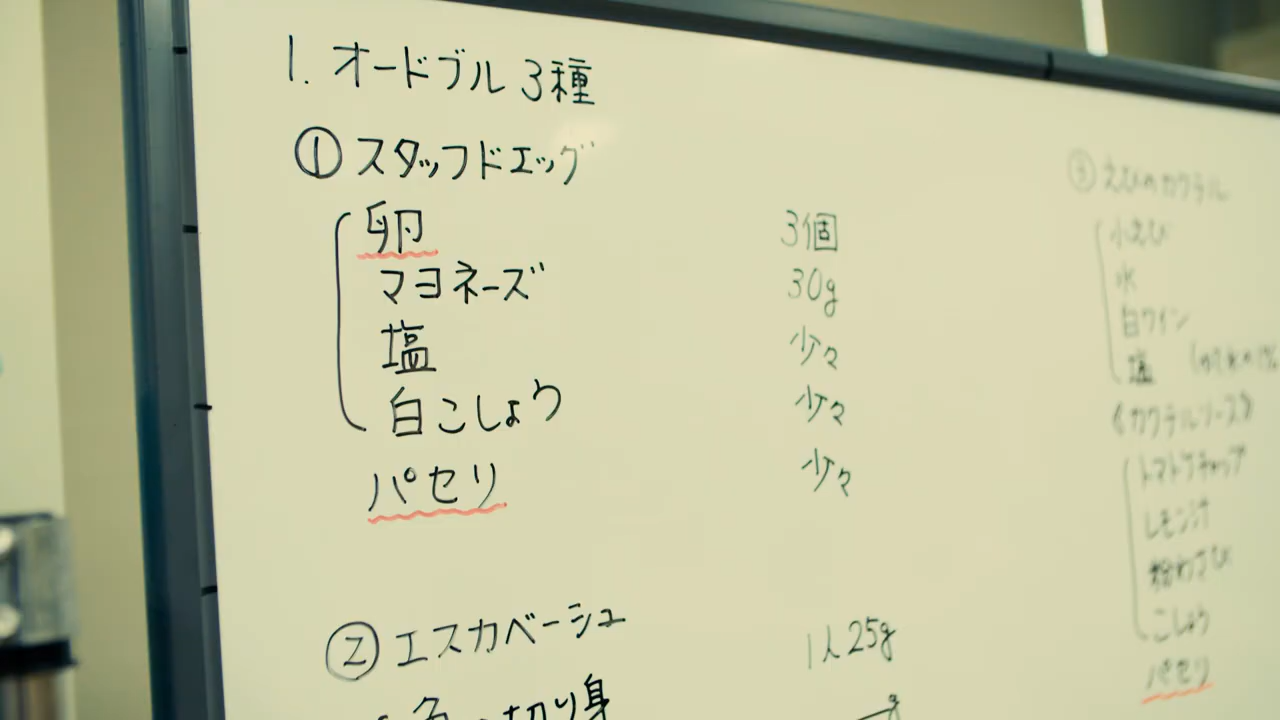 1. オードブル 3種
① スタッフドエッグ
卵 3個
マヨネーズ 30g
塩 少々
白こしょう 少々
パセリ 少々
② エスカベーシュ 1人25g
切り身
③ えびのカクテル
小えび
水
白ワイン
塩
《カクテルソース》
トマトケチャップ
レモン汁
粉わさび
こしょう
パセリ